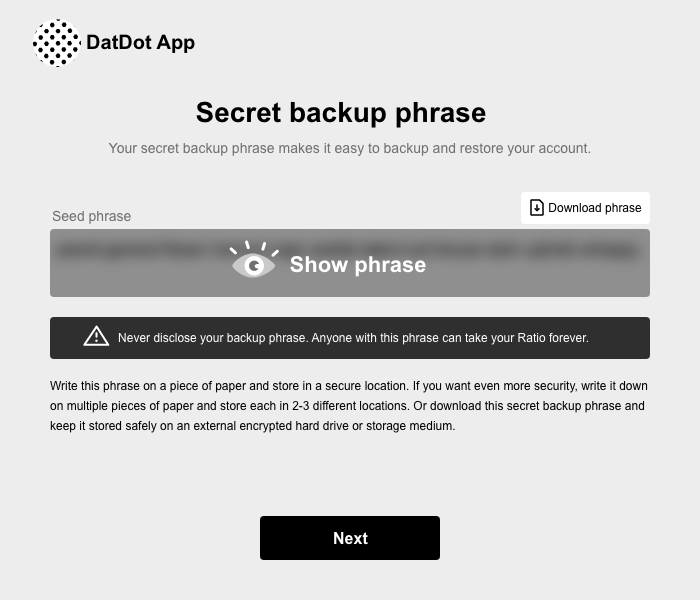 DatDot App
Secret backup phrase
Your secret backup phrase makes it easy to backup and restore your account.
Download phrase
Seed phrase
Show phrase
Never disclose your backup phrase. Anyone with this phrase can take your Ratio forever.
Write this phrase on a piece of paper and store in a secure location. If you want even more security, write it down
on multiple pieces of paper and store each in 2-3 different locations. Or download this secret backup phrase and
keep it stored safely on an external encrypted hard drive or storage medium.
Next